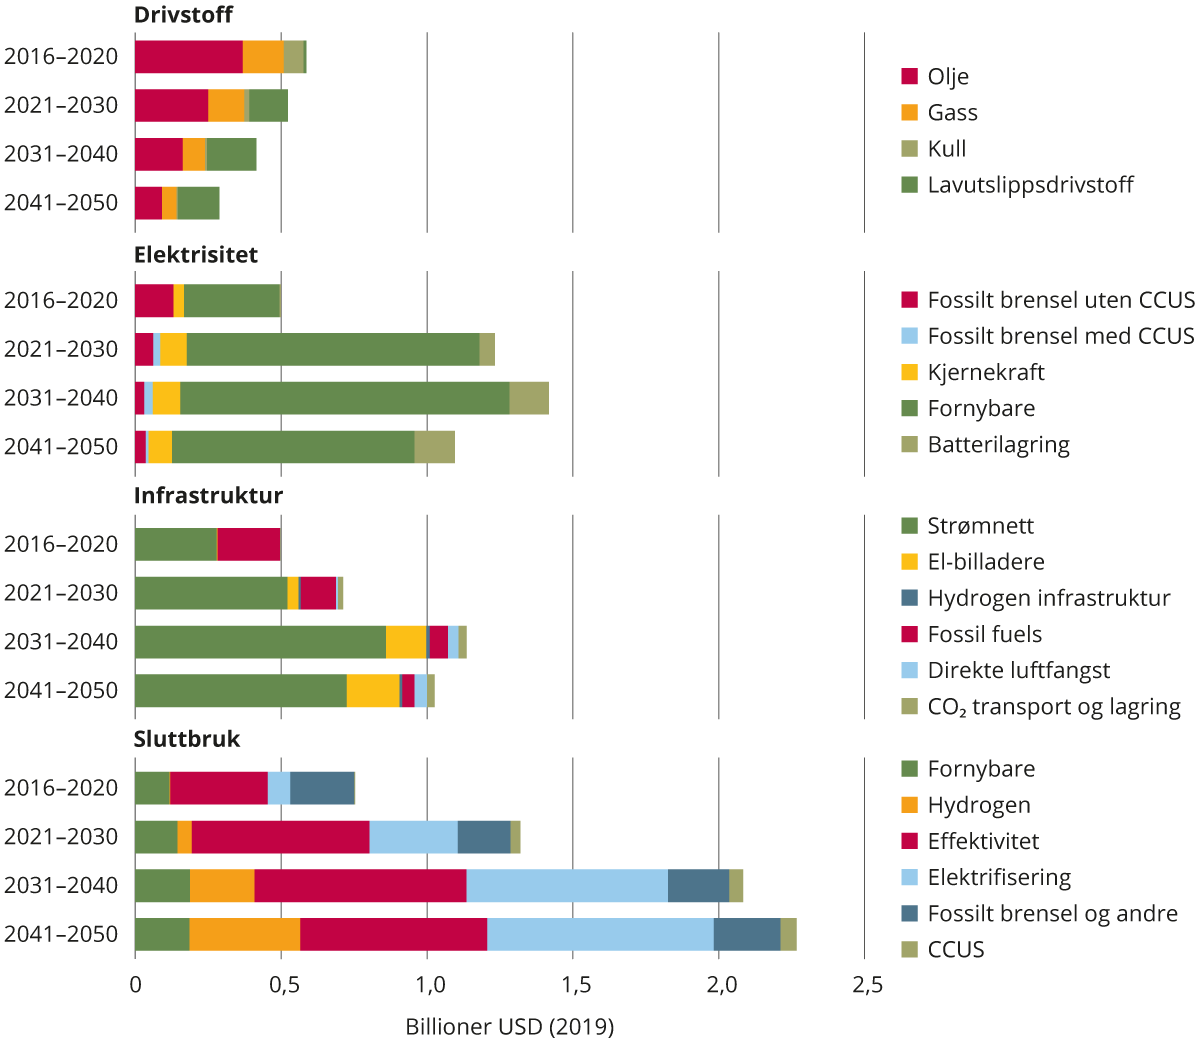 Drivstoff
2016–2020
2021–2030
2031–2040
2041–2050
Olje
Gass
Kull
Lavutslippsdrivstoff
Elektrisitet
2016–2020
2021–2030
2031–2040
2041–2050
Fossilt brensel uten CCUS
Fossilt brensel med CCUS
Kjernekraft
Fornybare
Batterilagring
Infrastruktur
2016–2020
2021–2030
2031–2040
2041–2050
Strømnett
El-billadere
Hydrogen infrastruktur
Fossil fuels
Direkte luftfangst
CO₂ transport og lagring
Sluttbruk
2016–2020
2021–2030
2031–2040
2041–2050
Fornybare
Hydrogen
Effektivitet
Elektrifisering
Fossilt brensel og andre
CCUS
0 0,5 1,0 1,5 2,0 2,5
Billioner USD (2019)